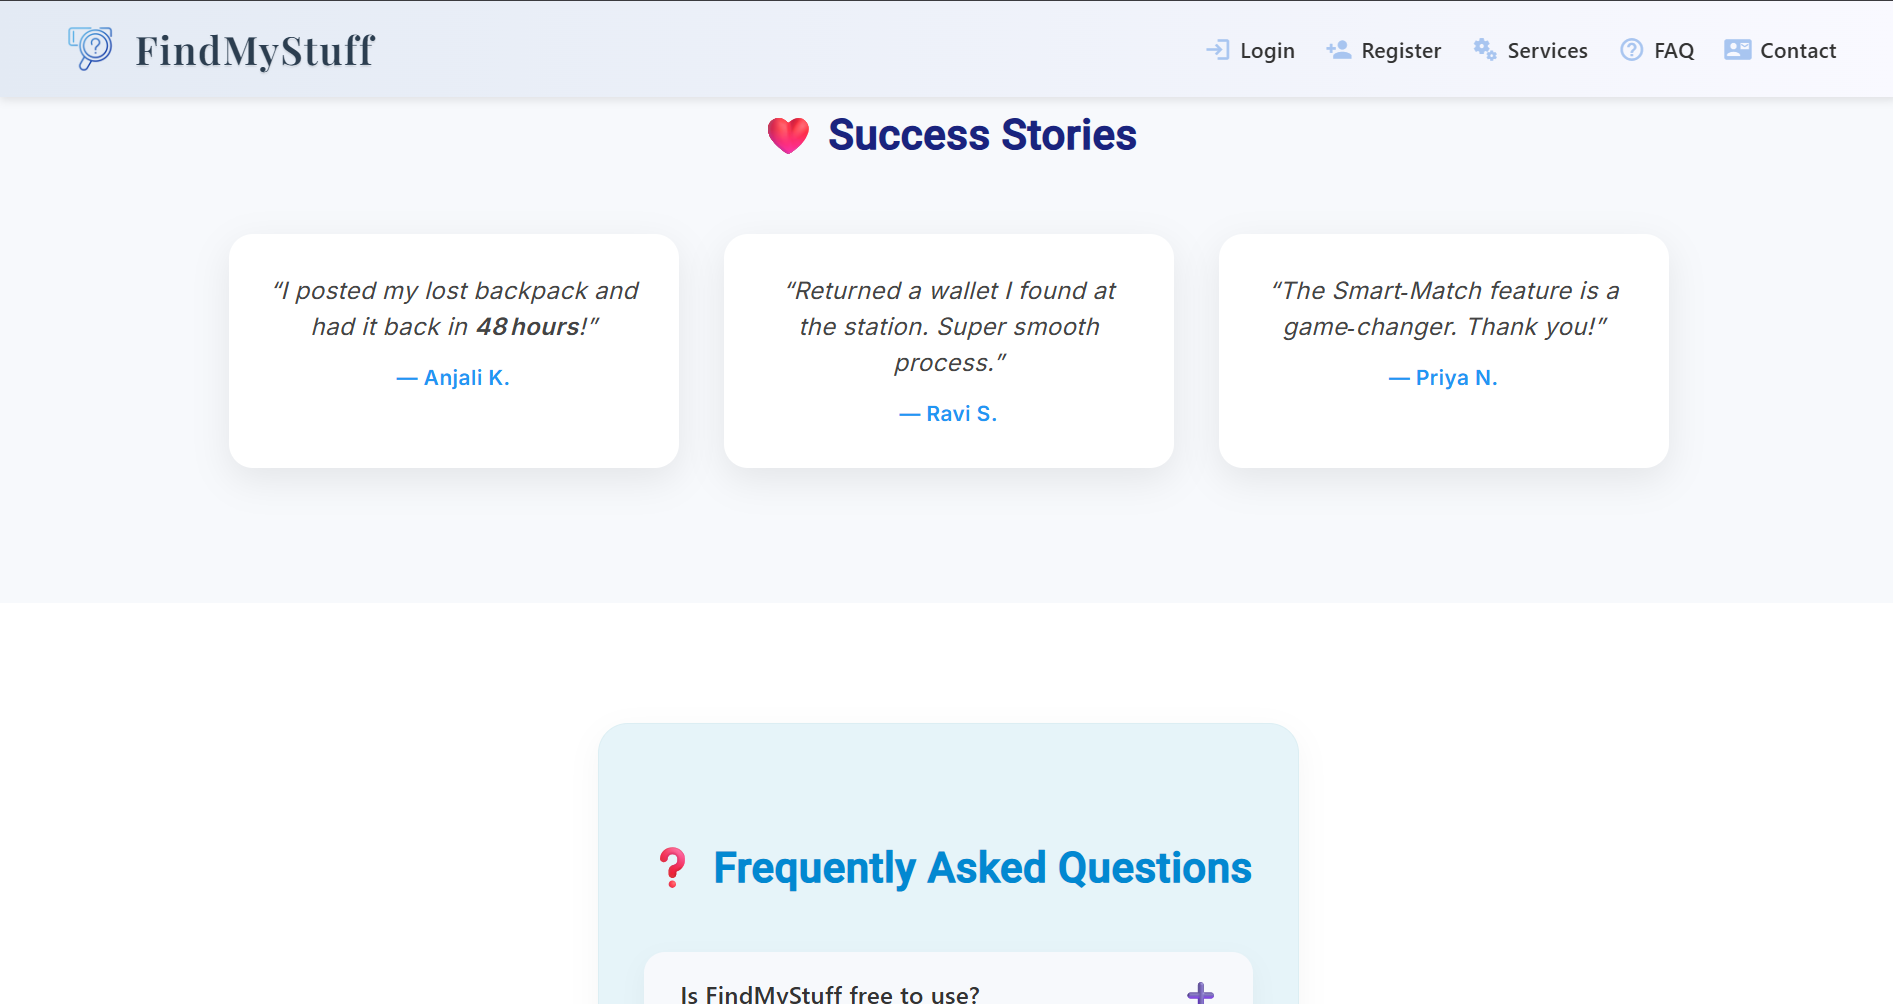 FindMyStuff
Login Register Services FAQ Contact
Success Stories
“I posted my lost backpack and
had it back in 48 hours!”
— Anjali K.
“Returned a wallet I found at
the station. Super smooth
process.”
— Ravi S.
“The Smart-Match feature is a
game-changer. Thank you!”
— Priya N.
Frequently Asked Questions
Is FindMyStuff free to use?